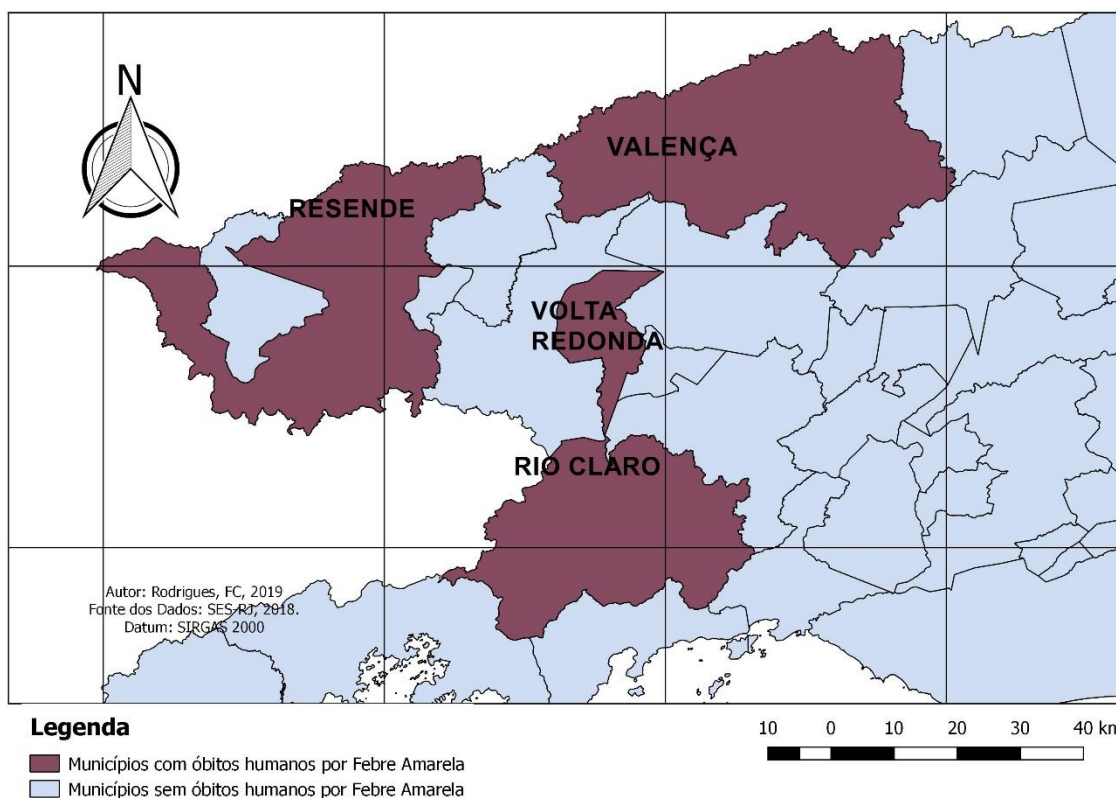 N
VALENÇA
RESENDE
VOLTA
REDONDA
RIO CLARO
Autor: Rodrigues, FC, 2019
Fonte dos Dados: SES-RJ, 2018.
Datum: SIRGAS 2000
Legenda
10 0 10 20 30 40 km
Municípios com óbitos humanos por Febre Amarela
Municípios sem óbitos humanos por Febre Amarela